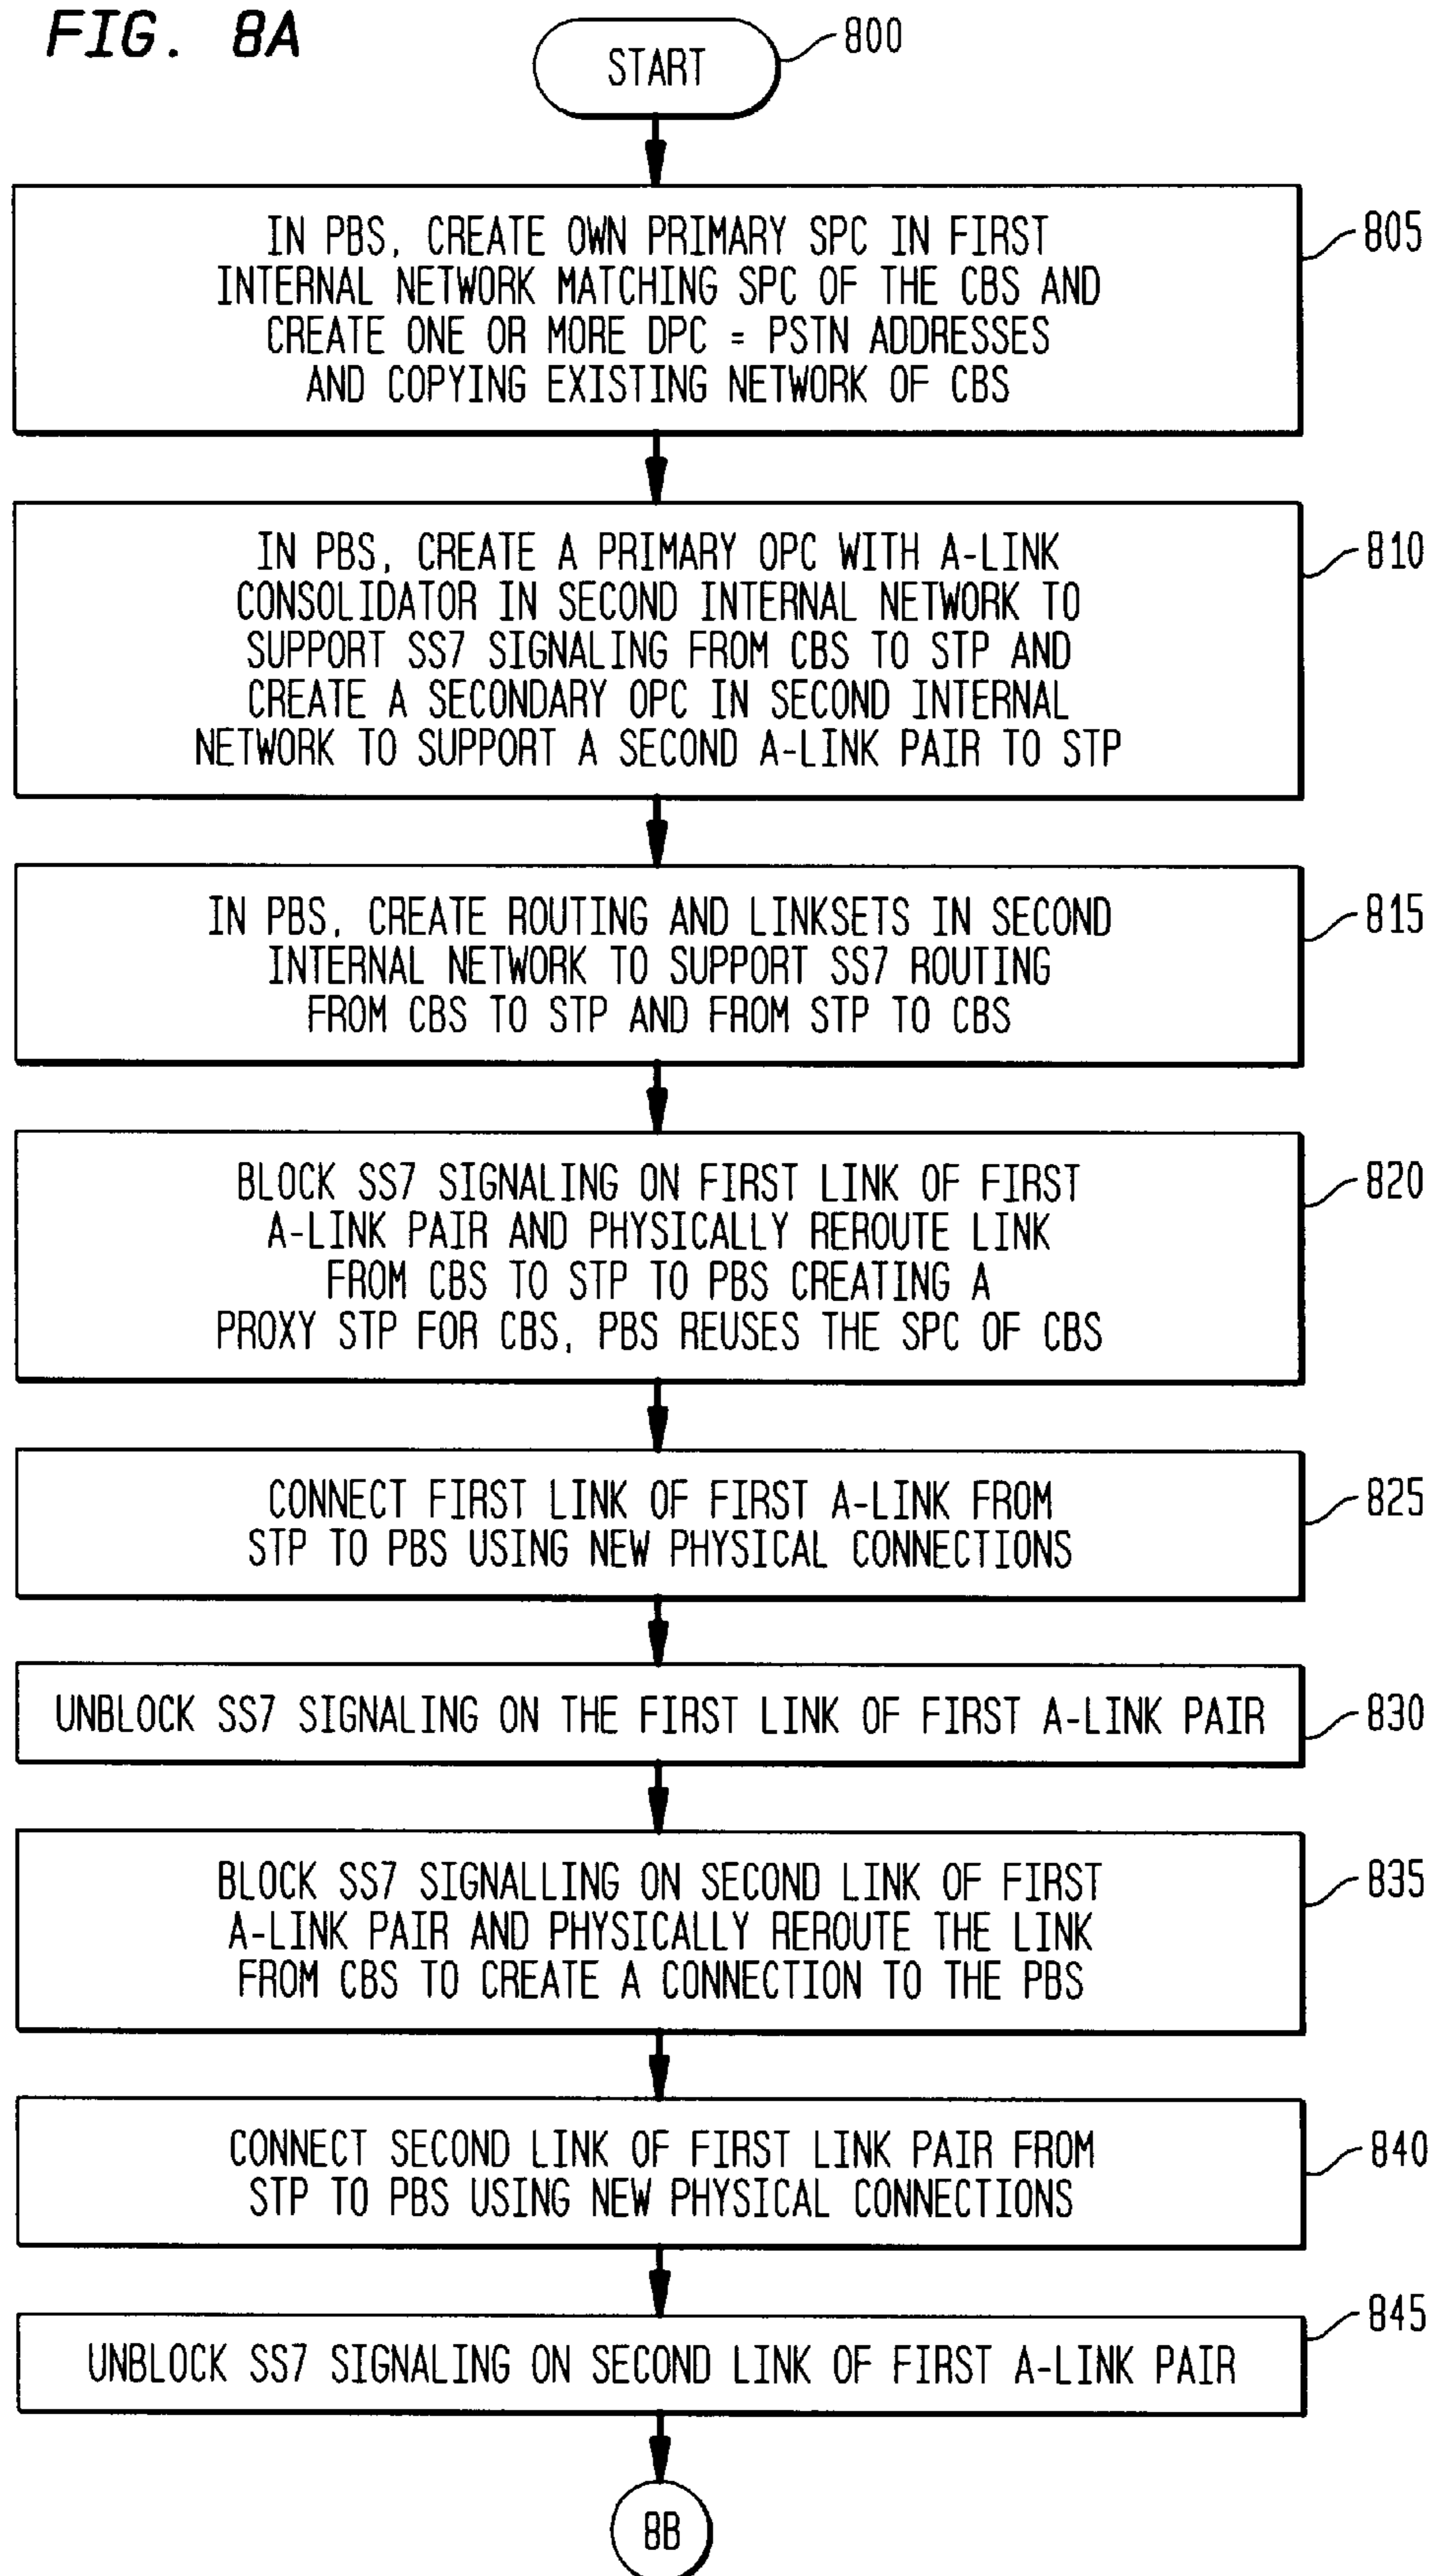 FIG. 8A
START
800
IN PBS, CREATE OWN PRIMARY SPC IN FIRST
INTERNAL NETWORK MATCHING SPC OF THE CBS AND
CREATE ONE OR MORE DPC = PSTN ADDRESSES
AND COPYING EXISTING NETWORK OF CBS
805
IN PBS, CREATE A PRIMARY OPC WITH A-LINK
CONSOLIDATOR IN SECOND INTERNAL NETWORK TO
SUPPORT SS7 SIGNALING FROM CBS TO STP AND
CREATE A SECONDARY OPC IN SECOND INTERNAL
NETWORK TO SUPPORT A SECOND A-LINK PAIR TO STP
810
IN PBS, CREATE ROUTING AND LINKSETS IN SECOND
INTERNAL NETWORK TO SUPPORT SS7 ROUTING
FROM CBS TO STP AND FROM STP TO CBS
815
BLOCK SS7 SIGNALING ON FIRST LINK OF FIRST
A-LINK PAIR AND PHYSICALLY REROUTE LINK
FROM CBS TO STP TO PBS CREATING A
PROXY STP FOR CBS, PBS REUSES THE SPC OF CBS
820
CONNECT FIRST LINK OF FIRST A-LINK FROM
STP TO PBS USING NEW PHYSICAL CONNECTIONS
825
UNBLOCK SS7 SIGNALING ON THE FIRST LINK OF FIRST A-LINK PAIR
830
BLOCK SS7 SIGNALLING ON SECOND LINK OF FIRST
A-LINK PAIR AND PHYSICALLY REROUTE THE LINK
FROM CBS TO CREATE A CONNECTION TO THE PBS
835
CONNECT SECOND LINK OF FIRST LINK PAIR FROM
STP TO PBS USING NEW PHYSICAL CONNECTIONS
840
UNBLOCK SS7 SIGNALING ON SECOND LINK OF FIRST A-LINK PAIR
845
8B